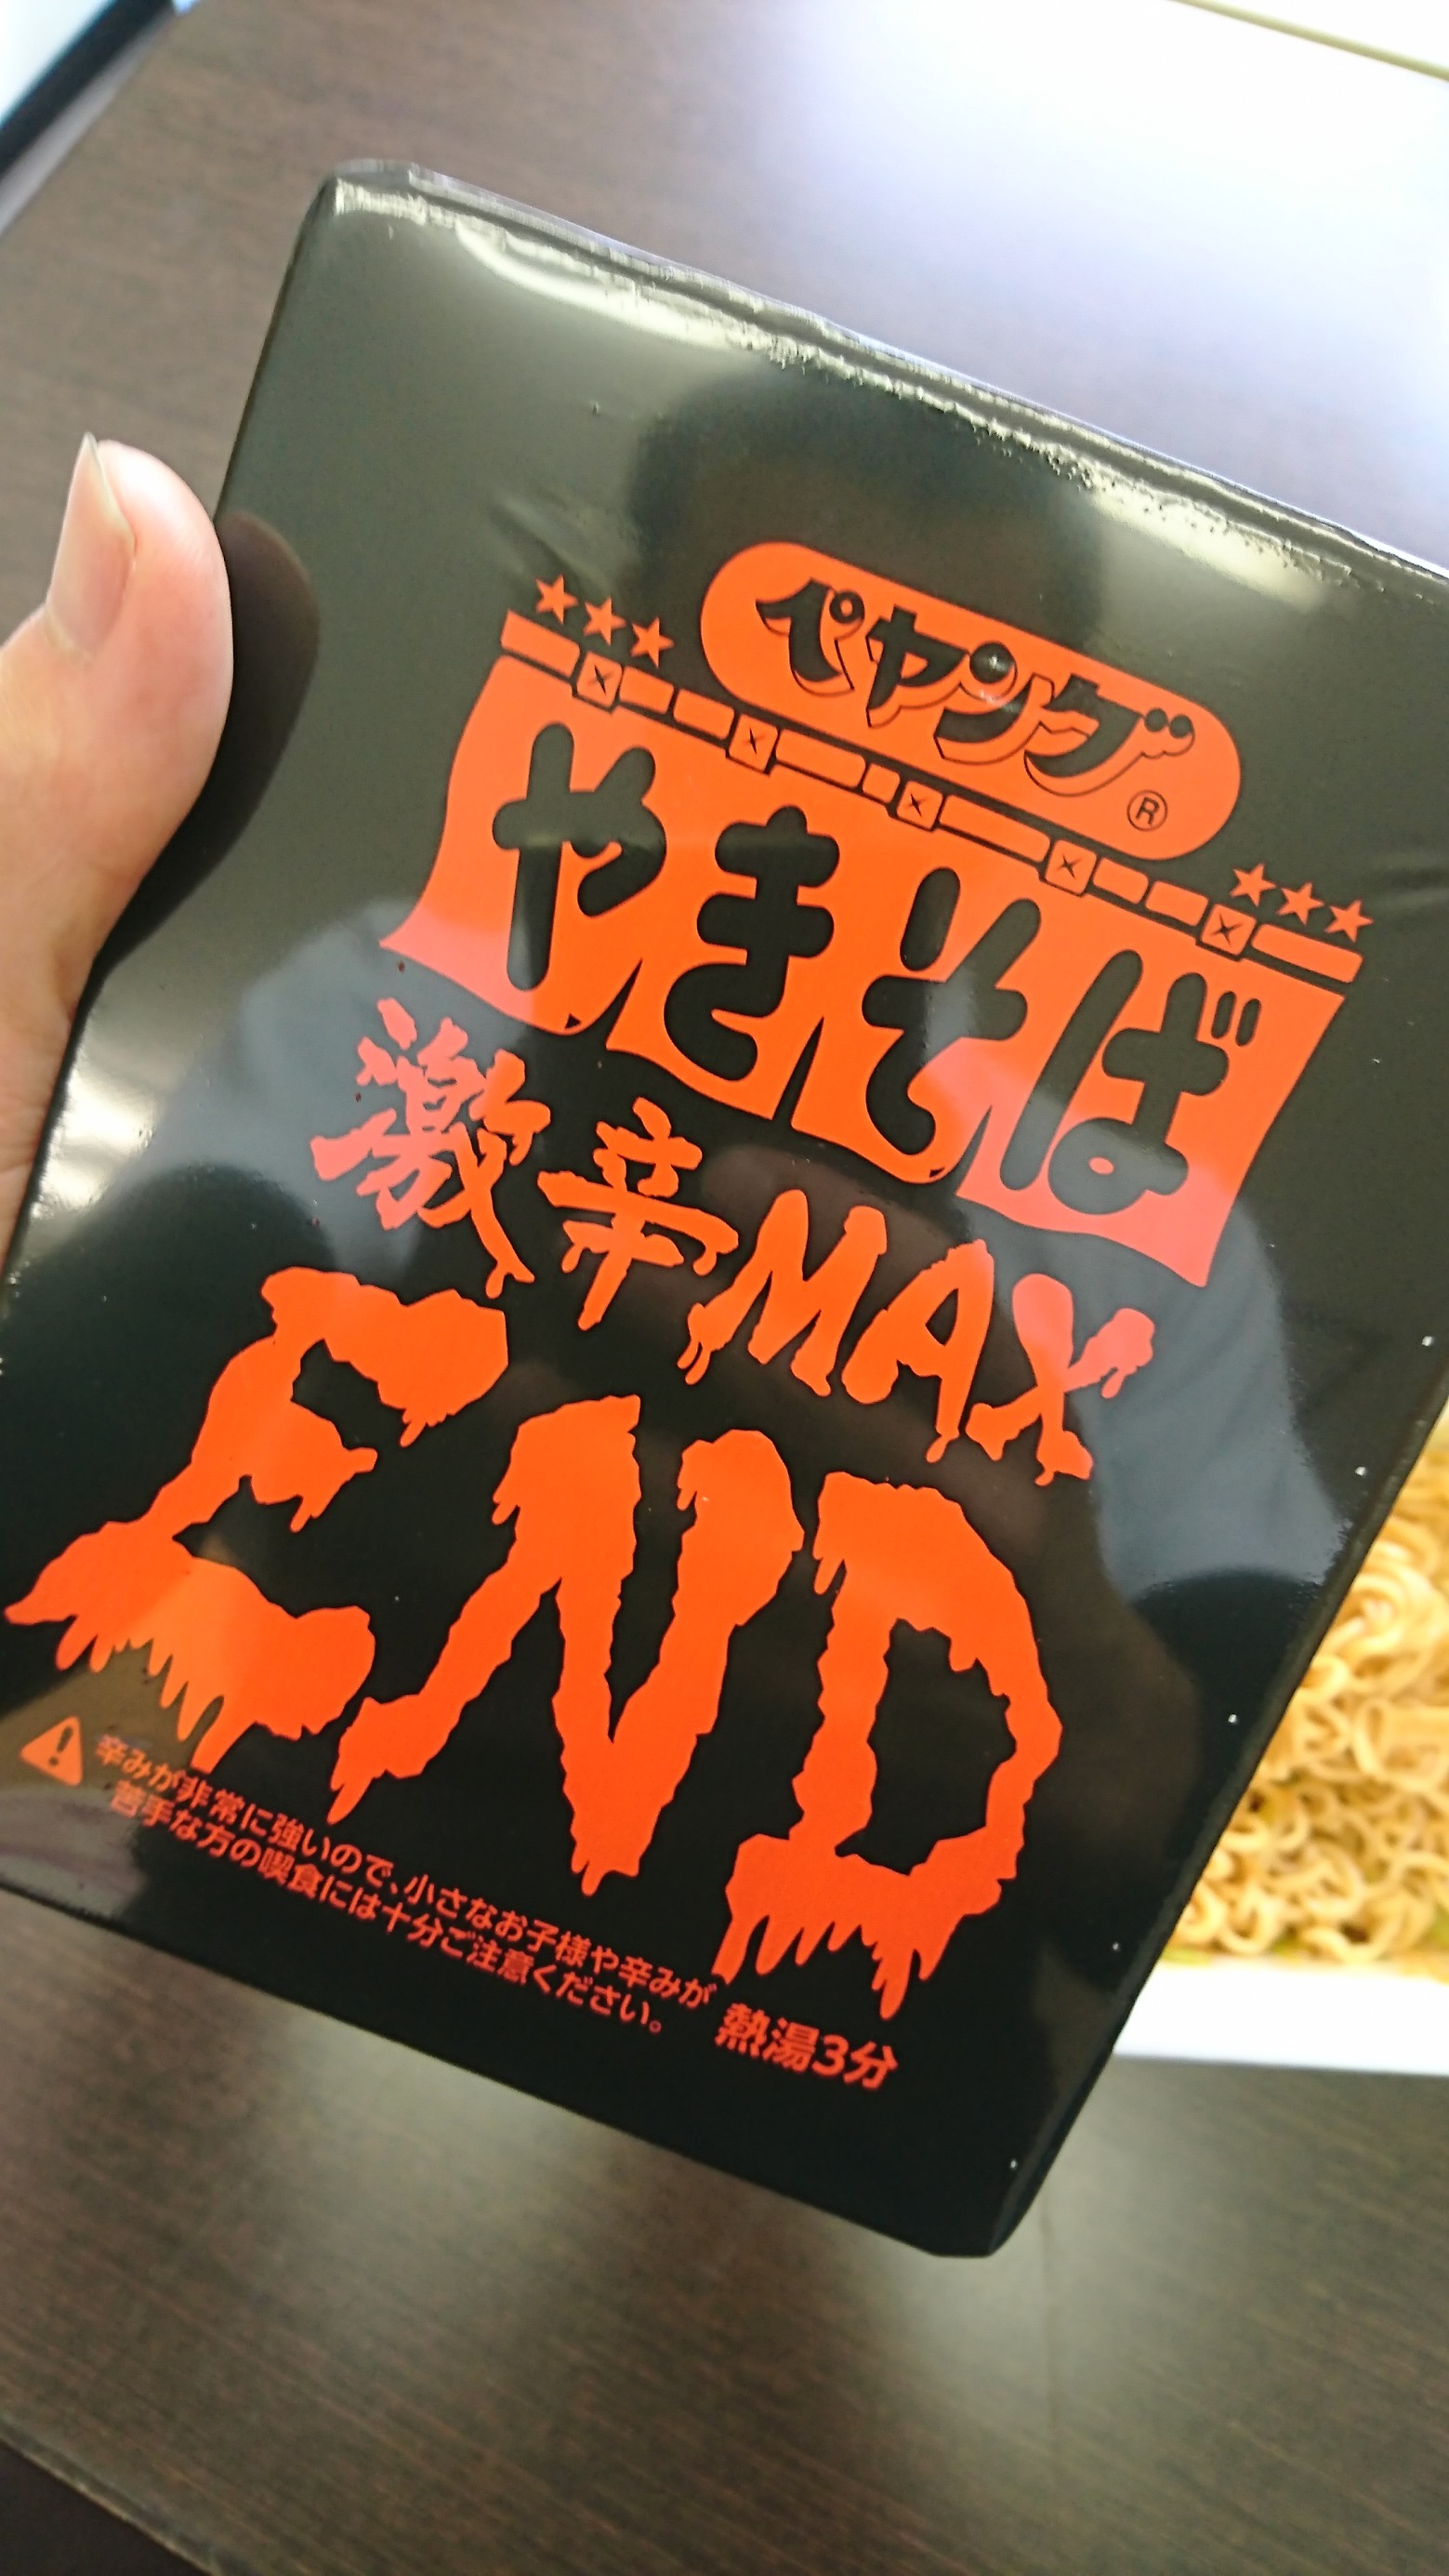 ペヤング®
やきそば
激辛MAX
END
辛みが非常に強いので、小さなお子様や辛みが
苦手な方の喫食には十分ご注意ください。
熱湯3分